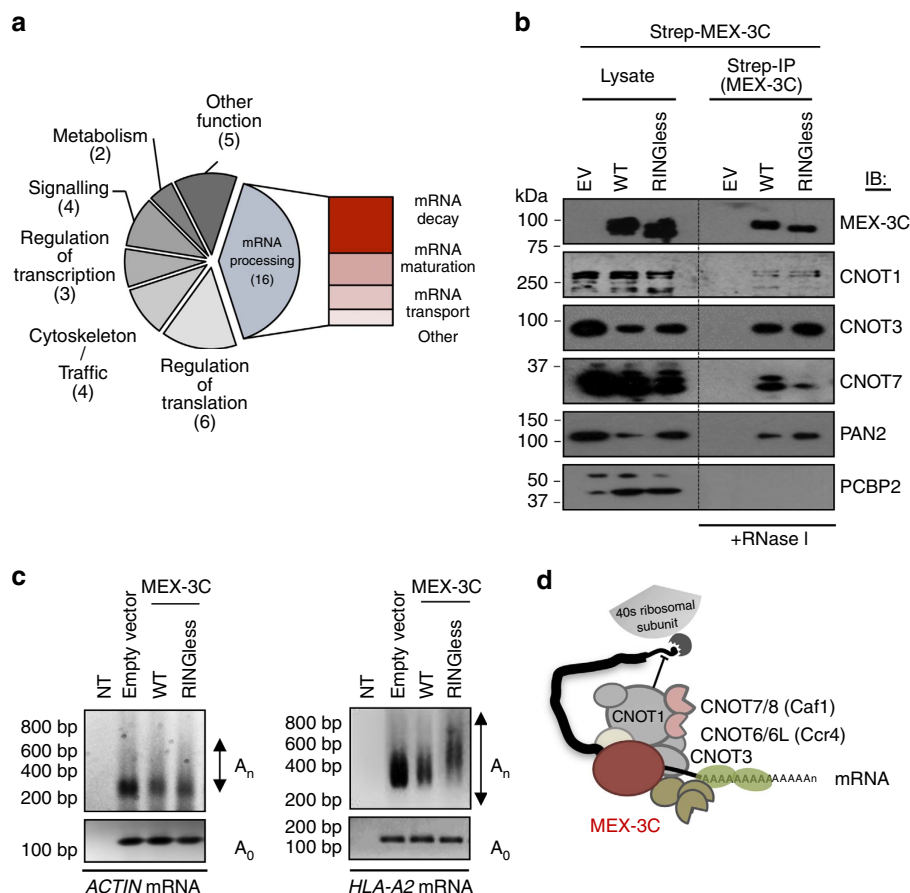 a
Other
function
(5)
Metabolism
(2)
Signalling
(4)
Regulation
of
transcription
(3)
Cytoskeleton
/
Traffic
(4)
Regulation
of
translation
(6)
mRNA
processing
(16)
mRNA
decay
mRNA
maturation
mRNA
transport
Other
b
Strep-MEX-3C
Lysate
Strep-IP
(MEX-3C)
EV
WT
RINGless
EV
WT
RINGless
IB:
kDa
100
75
MEX-3C
250
CNOT1
100
CNOT3
37
CNOT7
150
100
PAN2
50
37
PCBP2
+RNase I
c
MEX-3C
NT
Empty vector
WT
RINGless
800 bp
600 bp
400 bp
200 bp
An
100 bp
A0
ACTIN mRNA
MEX-3C
NT
Empty vector
WT
RINGless
800 bp
600 bp
400 bp
200 bp
An
200 bp
100 bp
A0
HLA-A2 mRNA
d
40s ribosomal
subunit
CNOT1
CNOT7/8 (Caf1)
CNOT6/6L (Ccr4)
CNOT3
mRNA
MEX-3C